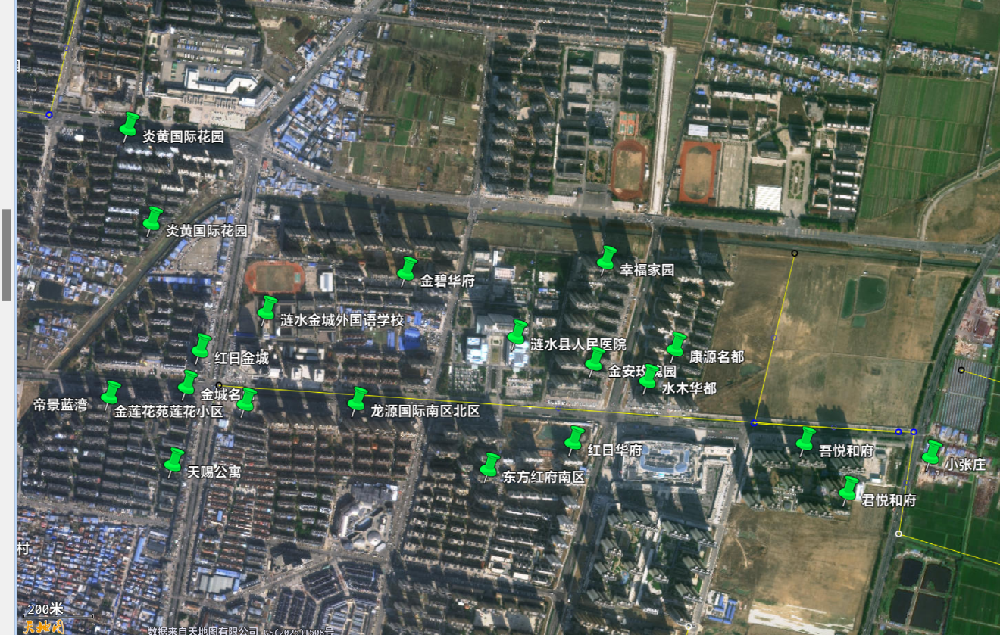 炎黄国际花园
炎黄国际花园
幸福家园
金碧华府
涟水金城外国语学校
涟水县人民医院
红日金城
康源名都
金安玫瑰园
水木华都
金城名
帝景蓝湾
金莲花苑莲花小区
龙源国际南区北区
红日华府
吾悦和府
小张庄
天赐公寓
东方红府南区
君悦和府
村
200米
天地图
数据来自天地图有限公司 GS(2025)1508号